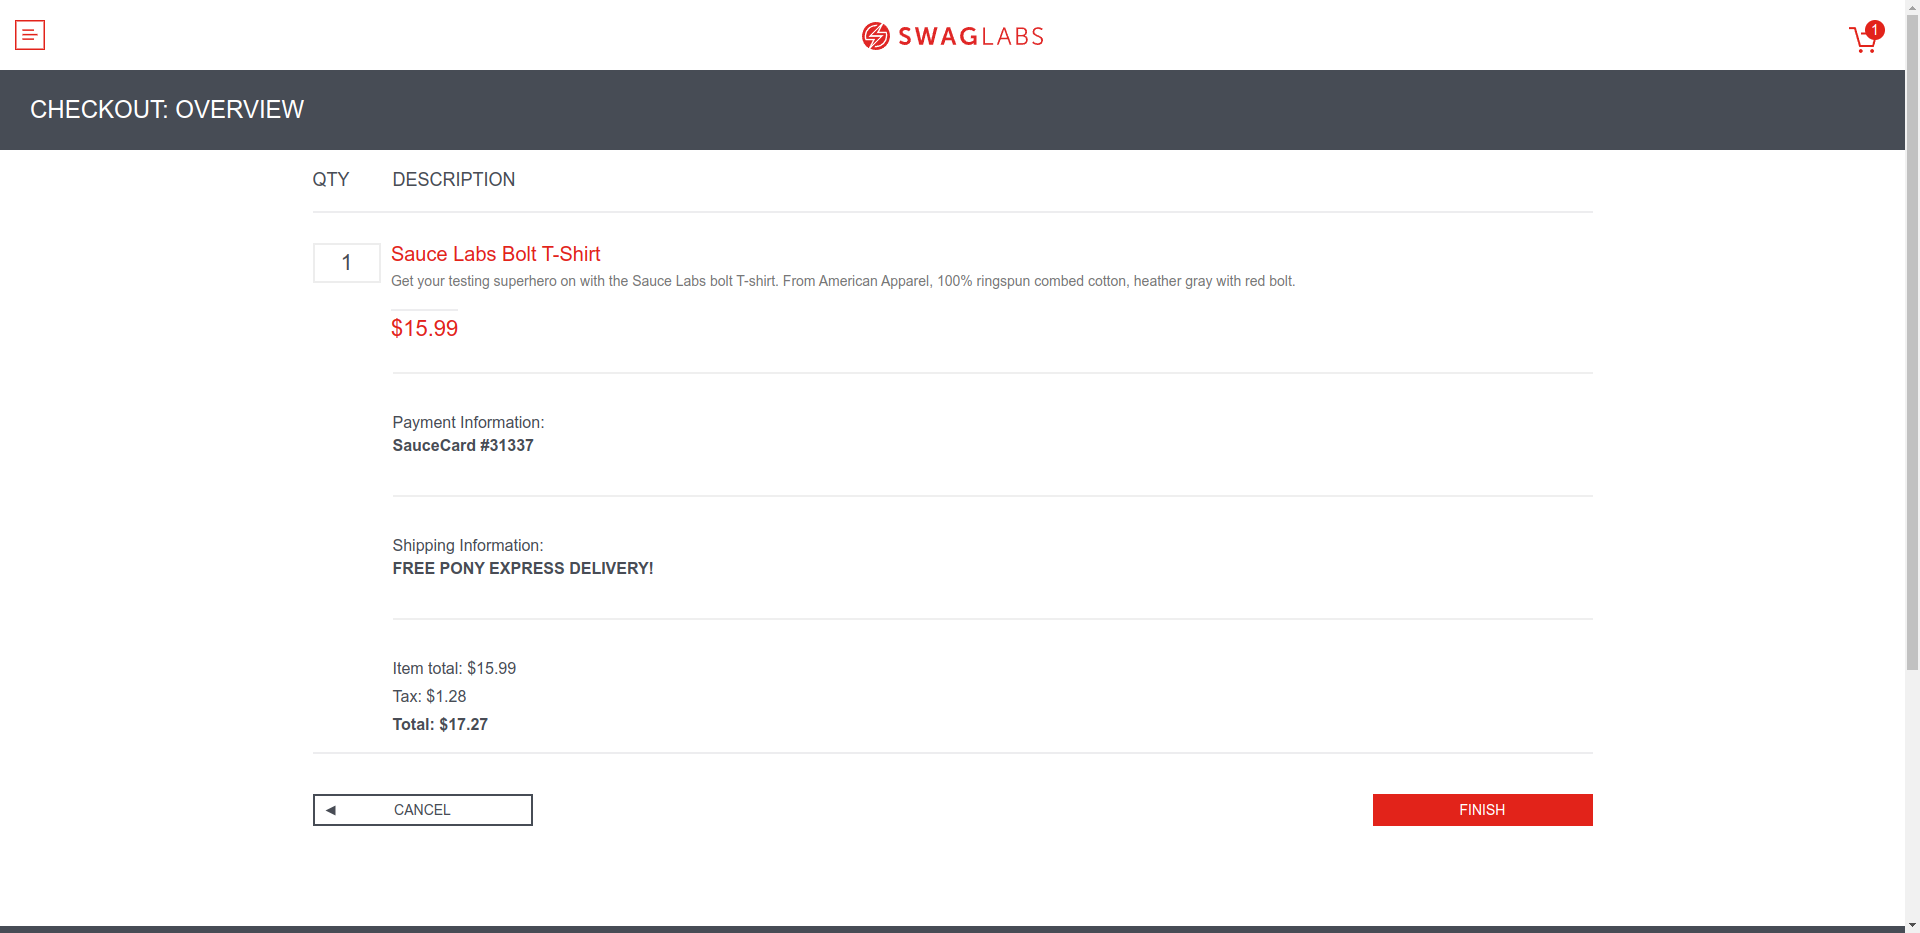 SWAGLABS
1
CHECKOUT: OVERVIEW
QTY DESCRIPTION
1 Sauce Labs Bolt T-Shirt
Get your testing superhero on with the Sauce Labs bolt T-shirt. From American Apparel, 100% ringspun combed cotton, heather gray with red bolt.
$15.99
Payment Information:
SauceCard #31337
Shipping Information:
FREE PONY EXPRESS DELIVERY!
Item total: $15.99
Tax: $1.28
Total: $17.27
CANCEL FINISH